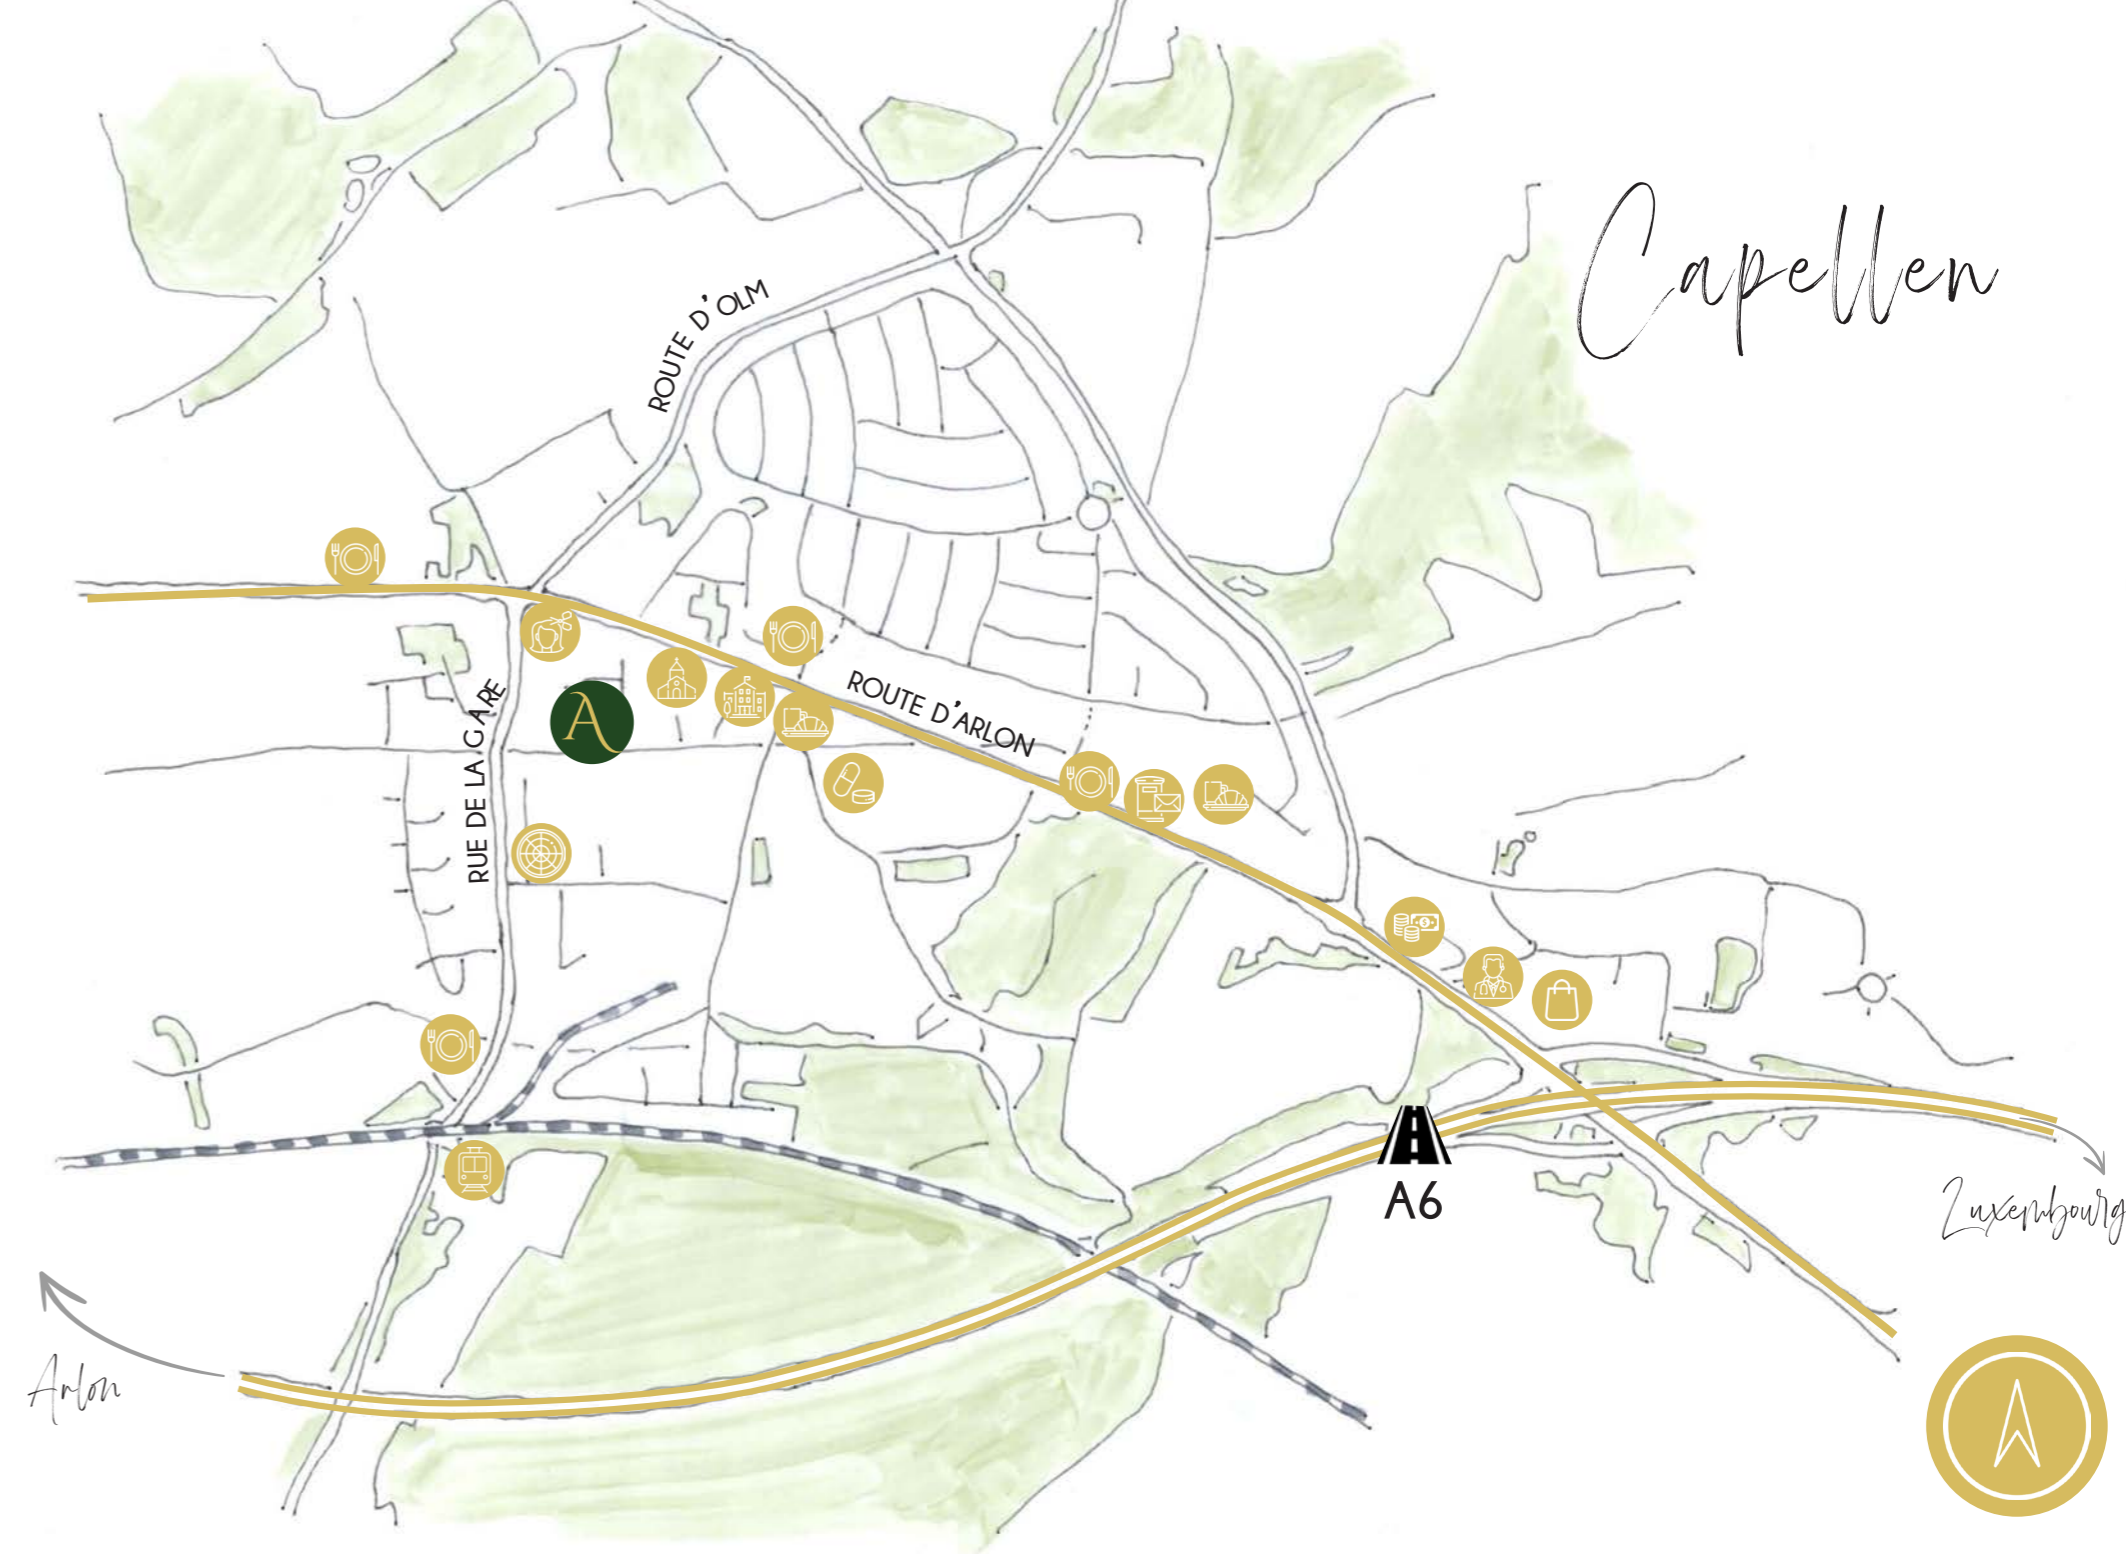 Capellen
ROUTE D'OLM
ROUTE D'ARLON
RUE DE LA GARE
A
A6
Luxembourg
Arlon